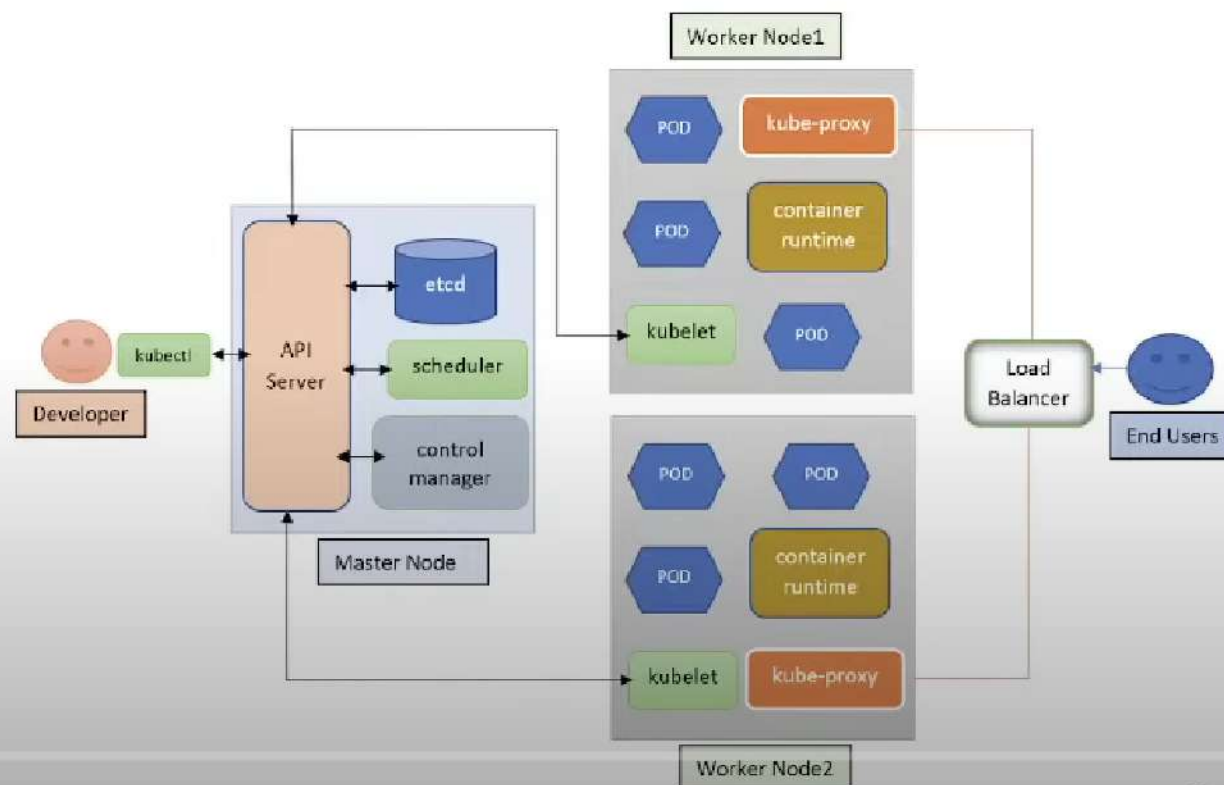 Worker Node1
POD
kube-proxy
POD
container
runtime
kubelet
POD
etcd
API
Server
scheduler
control
manager
kubectl
Developer
Master Node
Load
Balancer
End Users
POD
POD
POD
container
runtime
kubelet
kube-proxy
Worker Node2